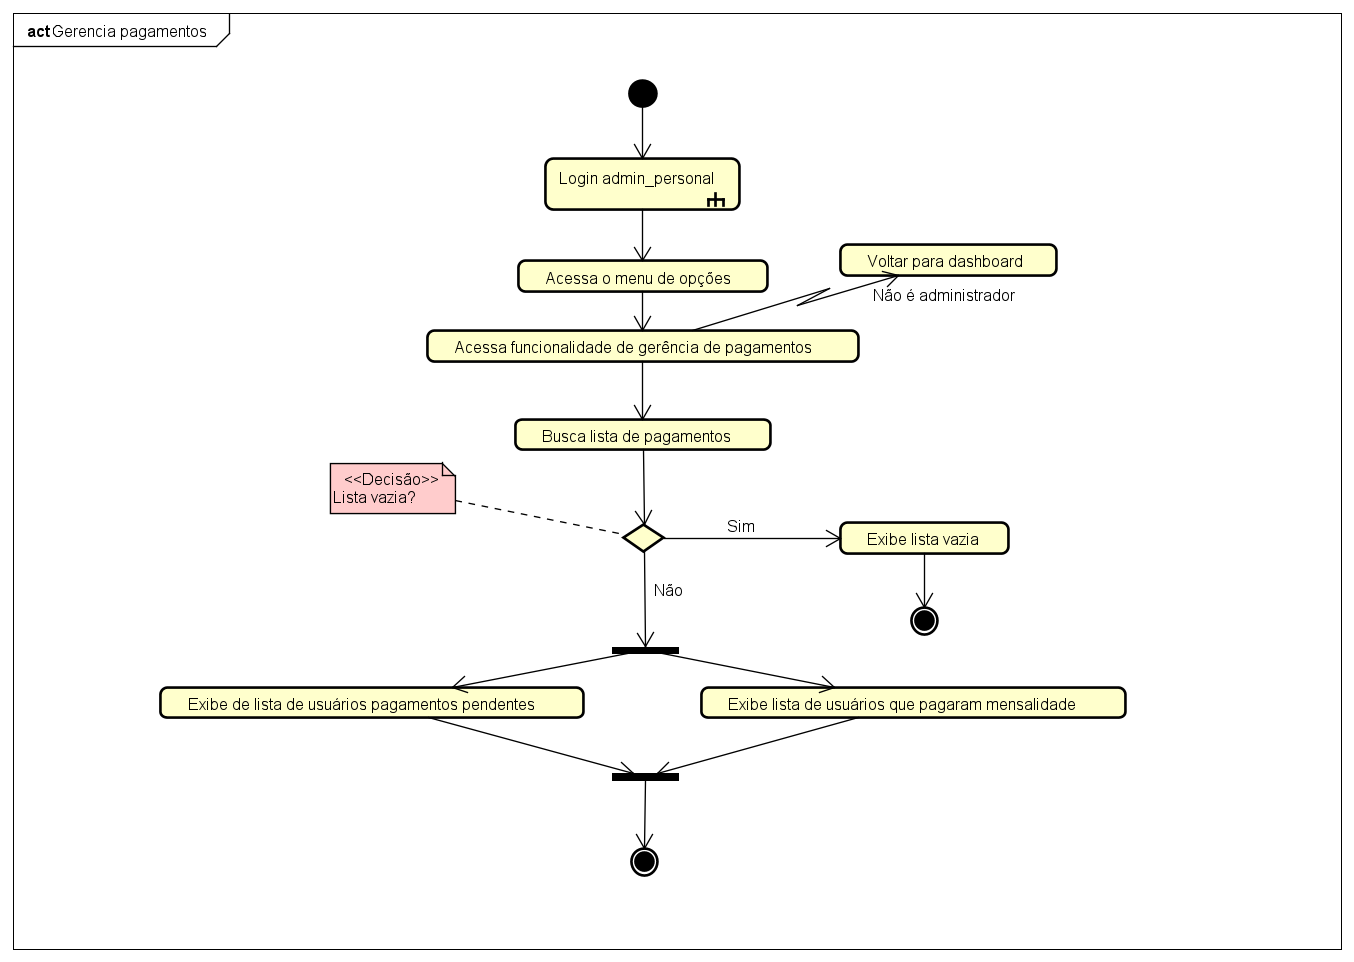 act Gerencia pagamentos
Login admin_personal
Voltar para dashboard
Acessa o menu de opções
Não é administrador
Acessa funcionalidade de gerência de pagamentos
Busca lista de pagamentos
<<Decisão>>
Lista vazia?
Sim
Exibe lista vazia
Não
Exibe de lista de usuários pagamentos pendentes
Exibe lista de usuários que pagaram mensalidade